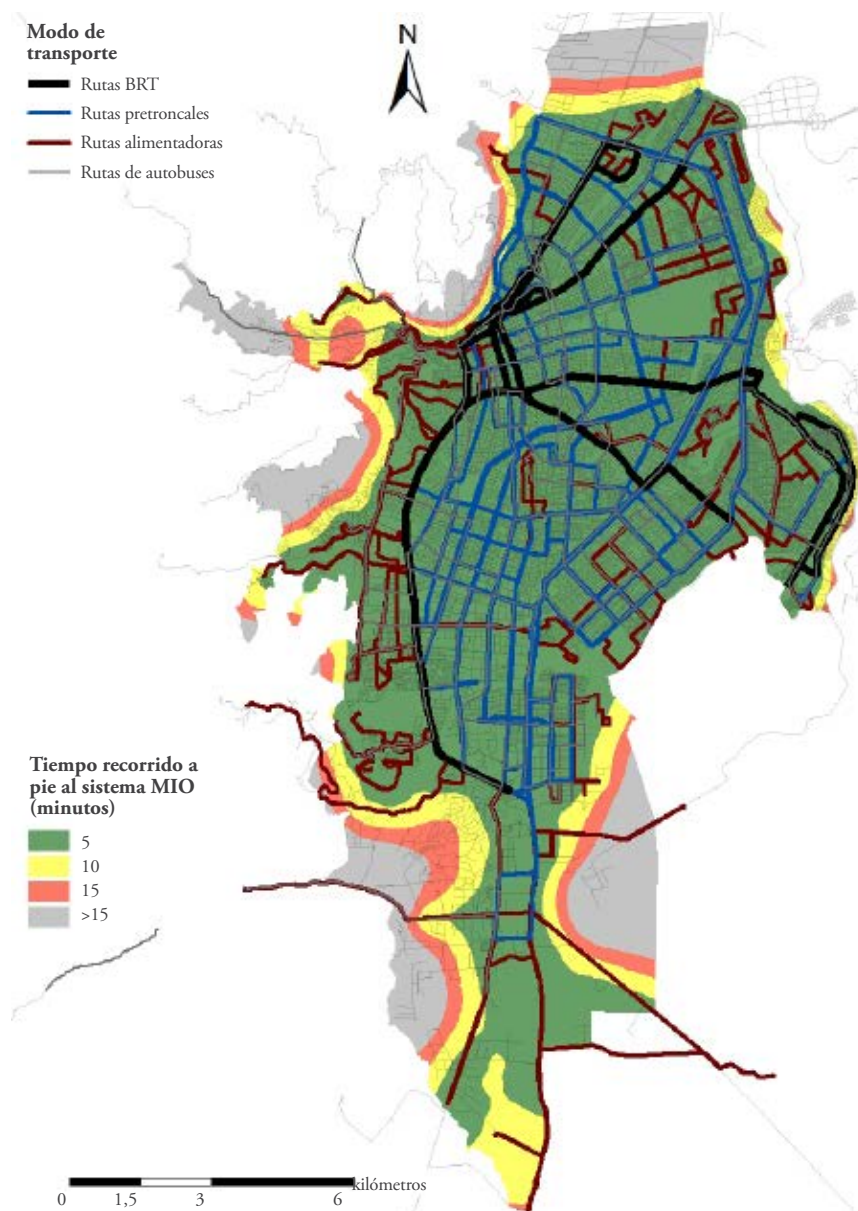 Modo de
transporte
Rutas BRT
Rutas pretroncales
Rutas alimentadoras
Rutas de autobuses
N
Tiempo recorrido a
pie al sistema MIO
(minutos)
5
10
15
>15
kilómetros
0 1,5 3 6